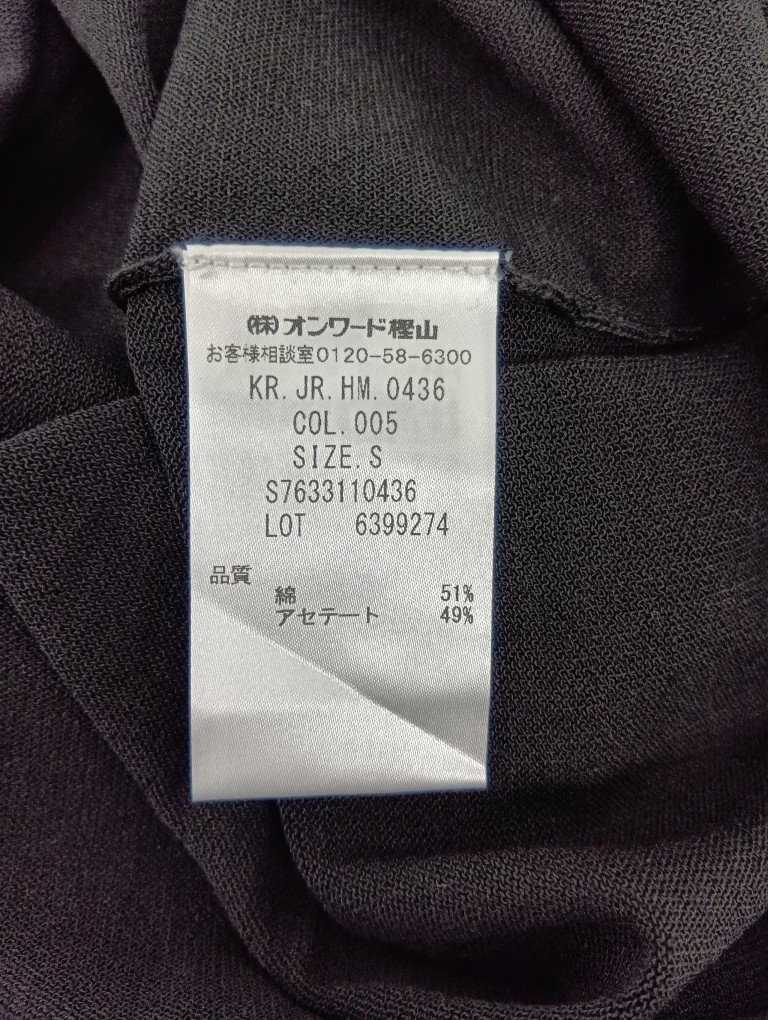 (株)オンワード樫山
お客様相談室0120-58-6300
KR.JR.HM.0436
COL.005
SIZE.S
S7633110436
LOT 6399274
品質
綿 51%
アセテート 49%